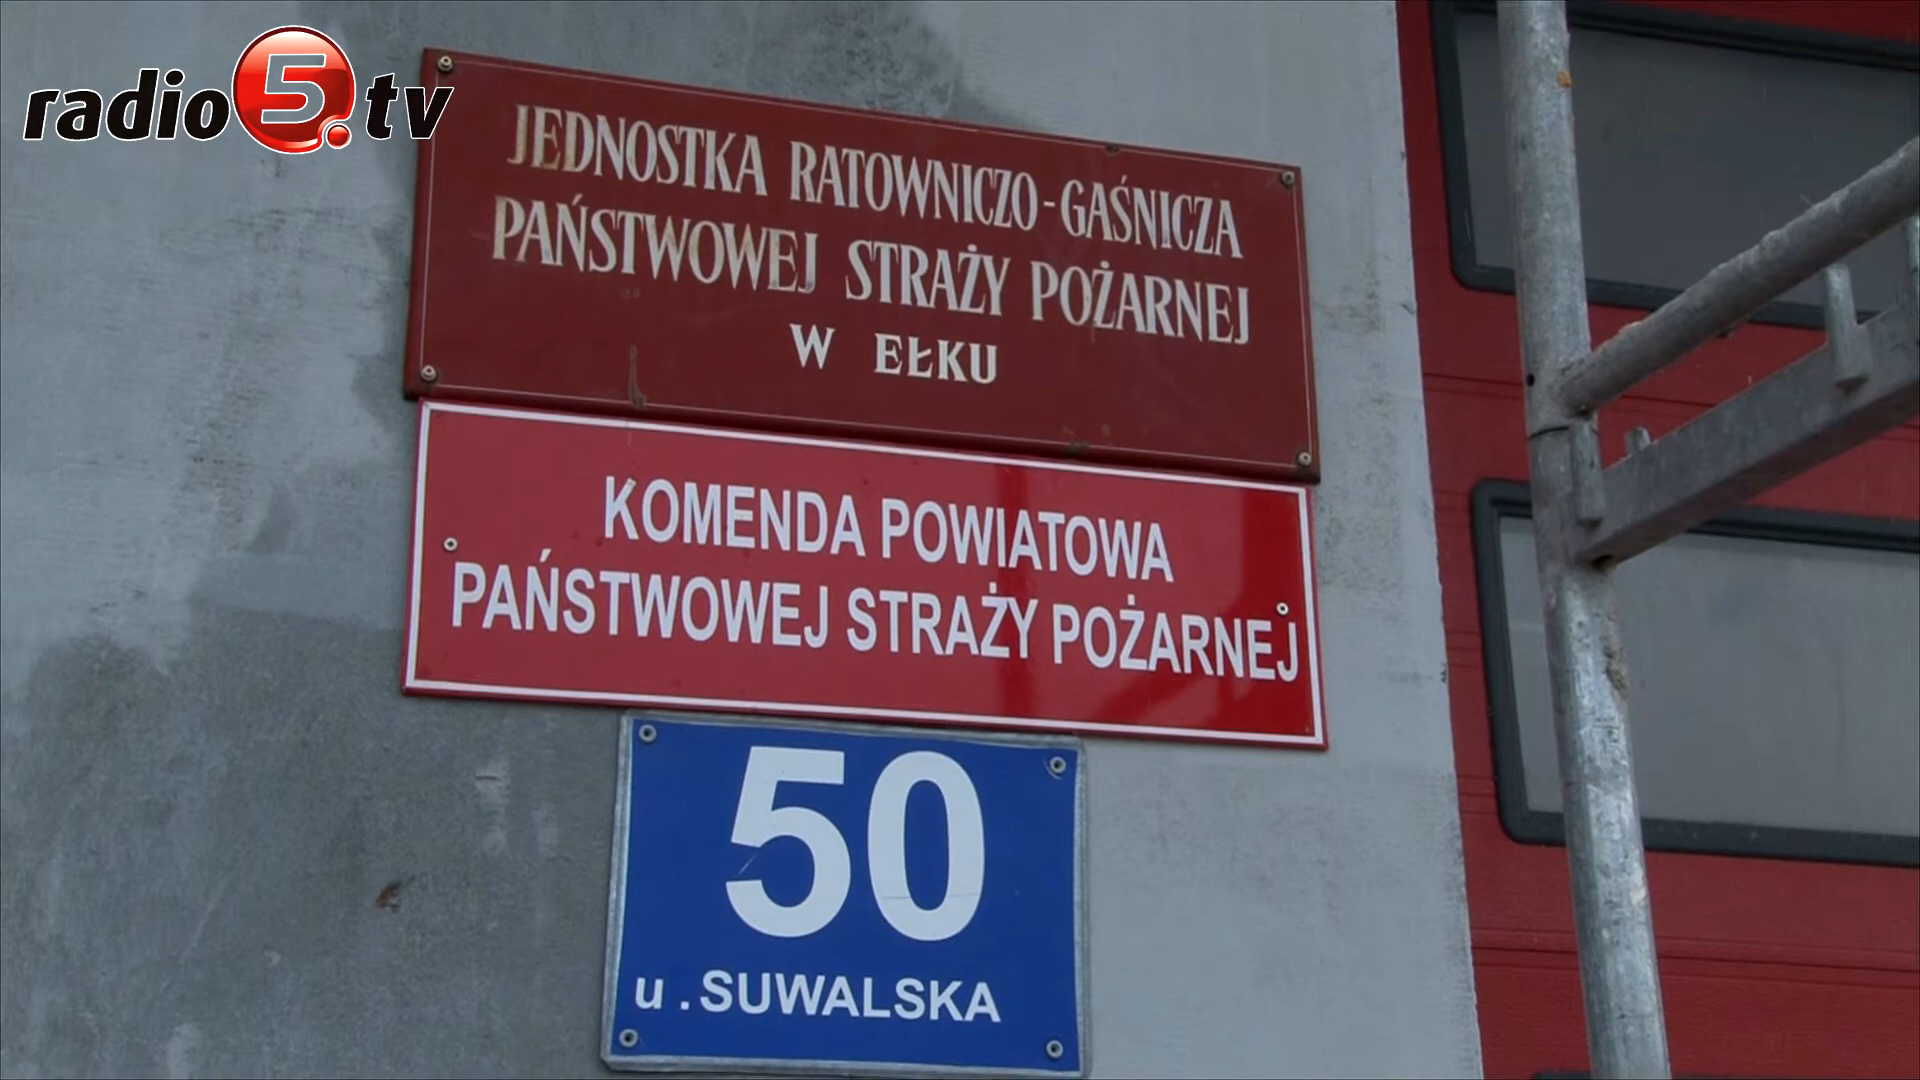 radio5.tv
JEDNOSTKA RATOWNICZO-GAŚNICZA
PAŃSTWOWEJ STRAŻY POŻARNEJ
W EŁKU
KOMENDA POWIATOWA
PAŃSTWOWEJ STRAŻY POŻARNEJ
50
u . SUWALSKA